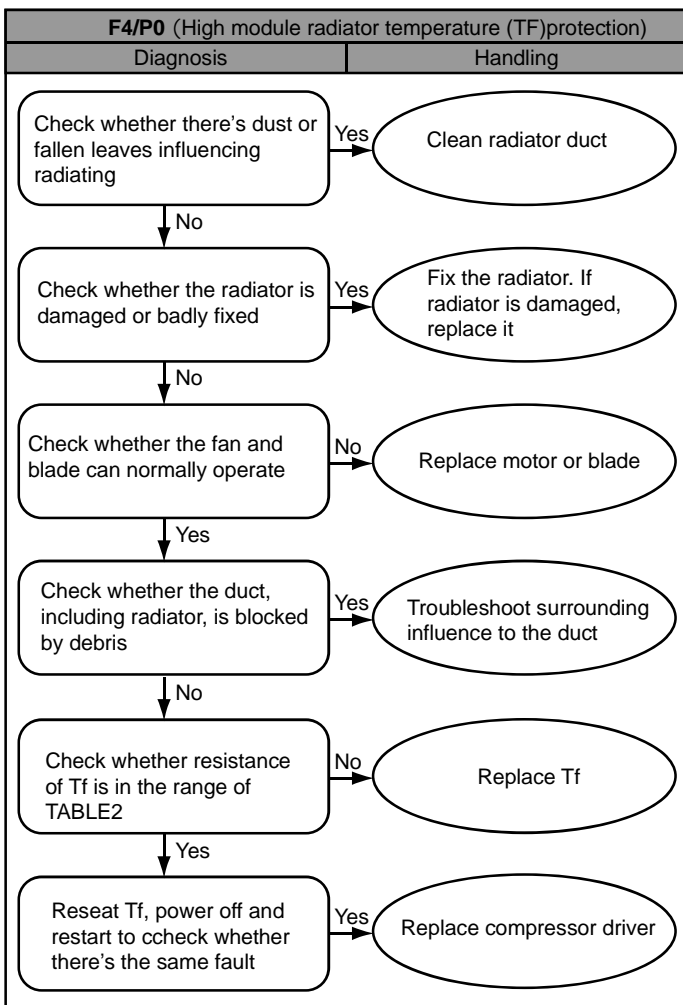 F4/P0（High module radiator temperature (TF)protection)
Diagnosis
Handling
Check whether there's dust or
fallen leaves influencing
radiating
Yes
Clean radiator duct
No
Check whether the radiator is
damaged or badly fixed
Yes
Fix the radiator. If
radiator is damaged,
replace it
No
Check whether the fan and
blade can normally operate
No
Replace motor or blade
Yes
Check whether the duct,
including radiator, is blocked
by debris
Yes
Troubleshoot surrounding
influence to the duct
No
Check whether resistance
of Tf is in the range of
TABLE2
No
Replace Tf
Yes
Reseat Tf, power off and
restart to ccheck whether
there's the same fault
Yes
Replace compressor driver